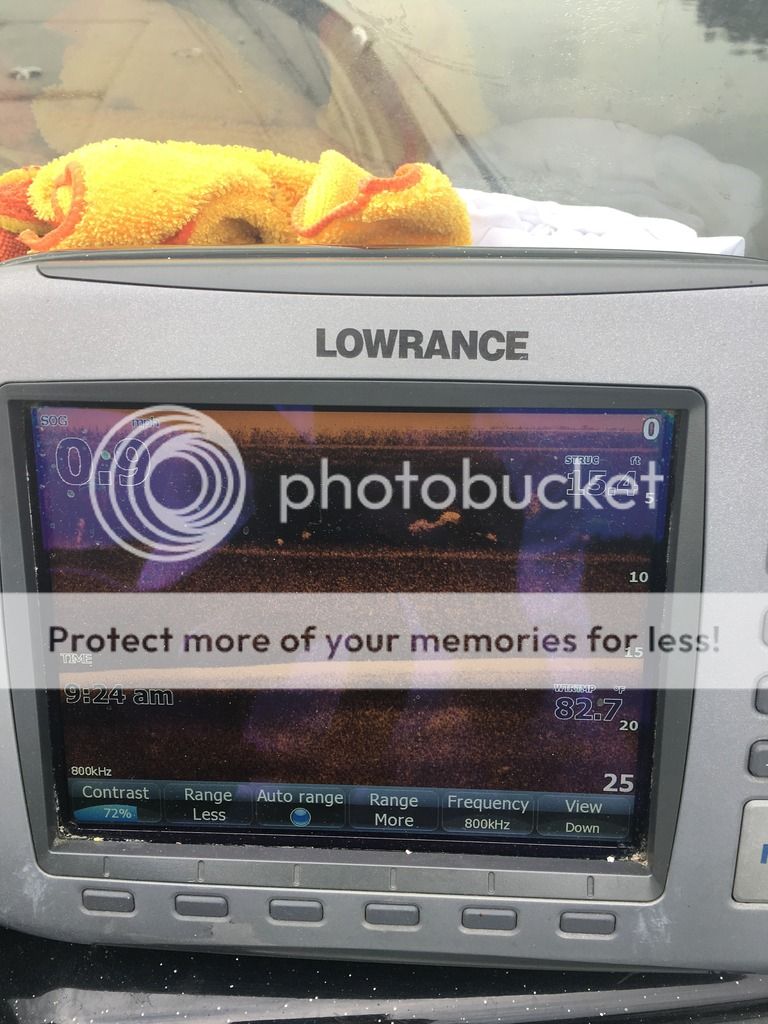 LOWRANCE
SOG mph
0
0.9
STRUC ft
15.4
5
photobucket
10
Protect more of your memories for less!
15
TIME
9:24 am
WTRTMP °F
82.7
20
800kHz
25
Contrast
72%
Range
Less
Auto range
Range
More
Frequency
800kHz
View
Down